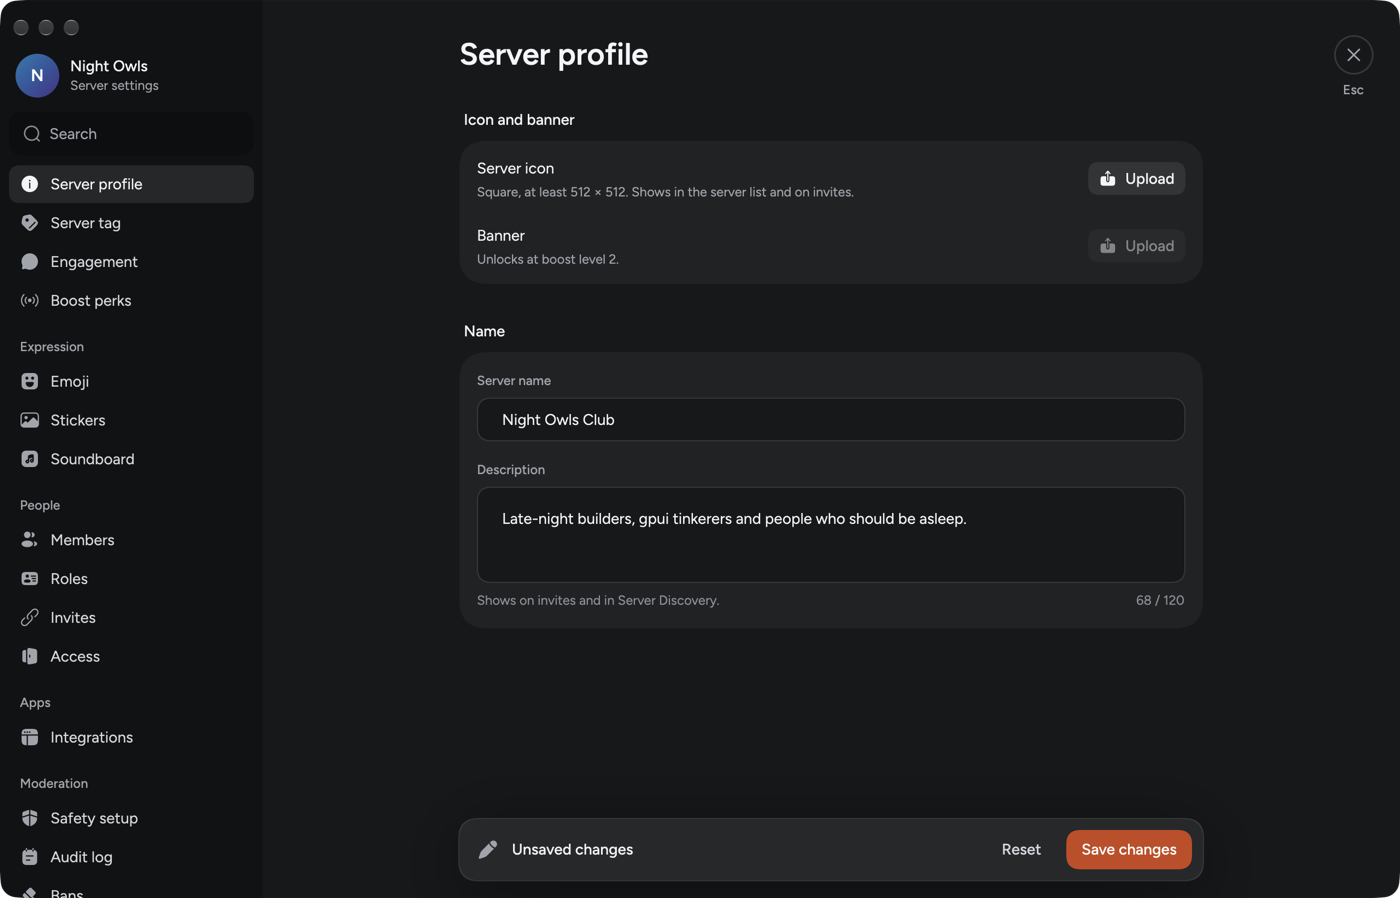 N
Night Owls
Server settings
Search
Server profile
Server tag
Engagement
Boost perks
Expression
Emoji
Stickers
Soundboard
People
Members
Roles
Invites
Access
Apps
Integrations
Moderation
Safety setup
Audit log
Bans
Server profile
Esc
Icon and banner
Server icon
Square, at least 512 × 512. Shows in the server list and on invites.
Upload
Banner
Unlocks at boost level 2.
Upload
Name
Server name
Night Owls Club
Description
Late-night builders, gpui tinkerers and people who should be asleep.
Shows on invites and in Server Discovery.
68 / 120
Unsaved changes
Reset
Save changes